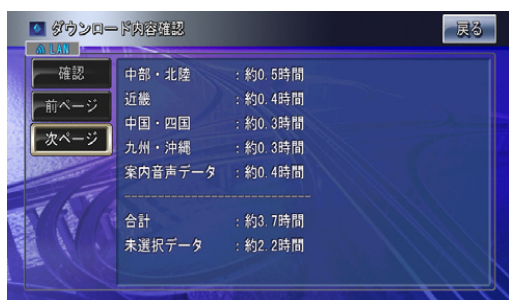 ダウンロード内容確認
戻る
LAN
確認
前ページ
次ページ
中部・北陸 : 約0.5時間
近畿 : 約0.4時間
中国・四国 : 約0.3時間
九州・沖縄 : 約0.3時間
案内音声データ : 約0.4時間
--------------------------
合計 : 約3.7時間
未選択データ : 約2.2時間